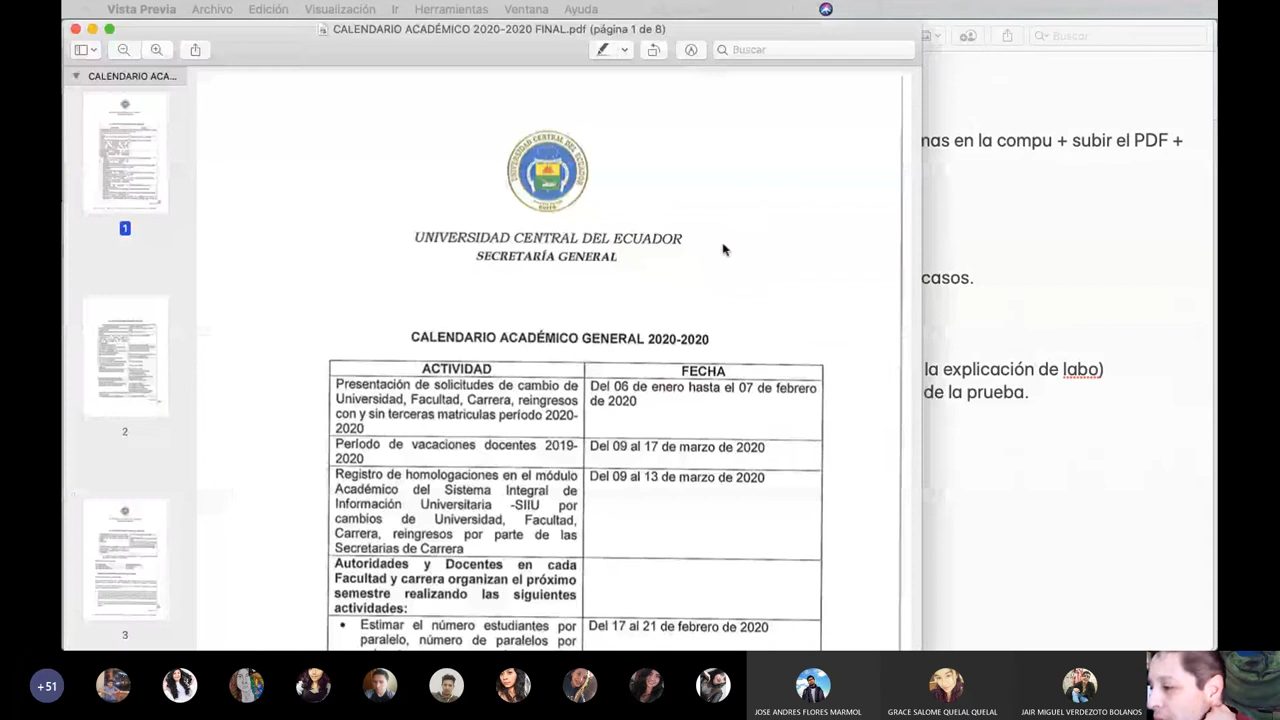 Vista Previa Archivo Edición Visualización Ir Herramientas Ventana Ayuda
CALENDARIO ACADÉMICO 2020-2020 FINAL.pdf (página 1 de 8)
Buscar
Buscar
CALENDARIO ACA...
1
2
3
UNIVERSIDAD CENTRAL DEL ECUADOR
SECRETARÍA GENERAL
CALENDARIO ACADÉMICO GENERAL 2020-2020
ACTIVIDAD FECHA
Presentación de solicitudes de cambio de
Universidad, Facultad, Carrera, reingresos
con y sin terceras matriculas período 2020-
2020
Del 06 de enero hasta el 07 de febrero
de 2020
Período de vacaciones docentes 2019-
2020
Del 09 al 17 de marzo de 2020
Registro de homologaciones en el módulo
Académico del Sistema Integral de
Información Universitaria -SIIU por
cambios de Universidad, Facultad,
Carrera, reingresos por parte de las
Secretarias de Carrera
Del 09 al 13 de marzo de 2020
Autoridades y Docentes en cada
Facultad y carrera organizan el próximo
semestre realizando las siguientes
actividades:
• Estimar el número estudiantes por
paralelo, número de paralelos por
Del 17 al 21 de febrero de 2020
mas en la compu + subir el PDF +
casos.
la explicación de labo)
de la prueba.
+51
JOSE ANDRES FLORES MARMOL
GRACE SALOME QUELAL QUELAL
JAIR MIGUEL VERDEZOTO BOLANOS